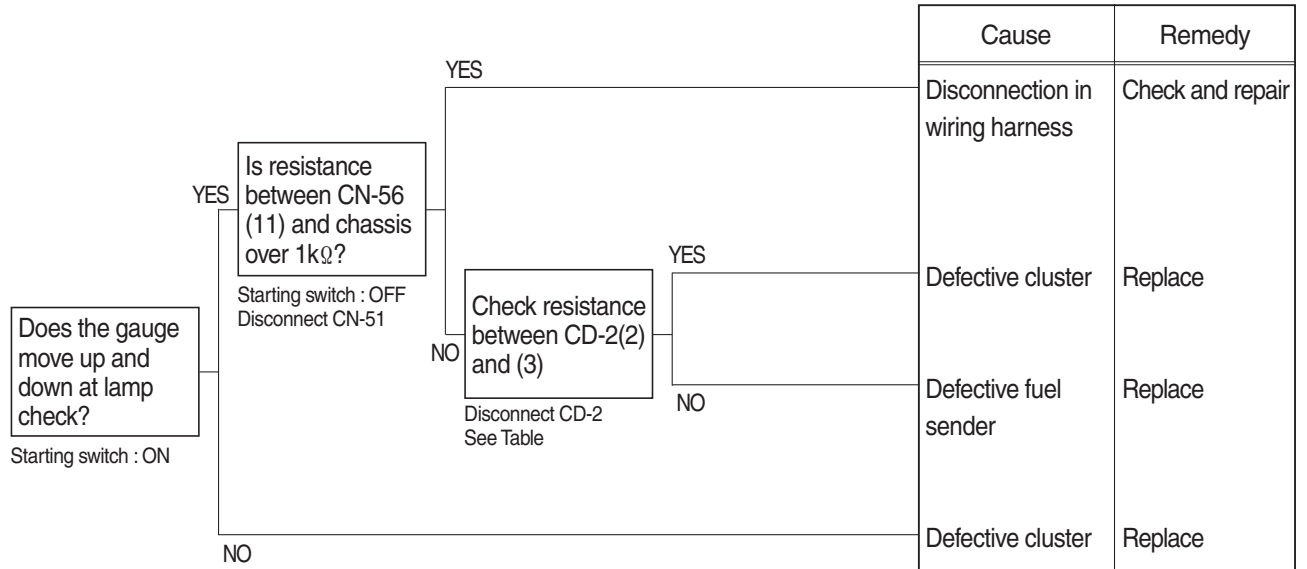 Cause
Remedy
YES
Disconnection in
wiring harness
Check and repair
YES
Is resistance
between CN-56
(11) and chassis
over 1kΩ?
Starting switch : OFF
Disconnect CN-51
YES
Defective cluster
Replace
Does the gauge
move up and
down at lamp
check?
Starting switch : ON
NO
Check resistance
between CD-2(2)
and (3)
Disconnect CD-2
See Table
NO
Defective fuel
sender
Replace
NO
Defective cluster
Replace